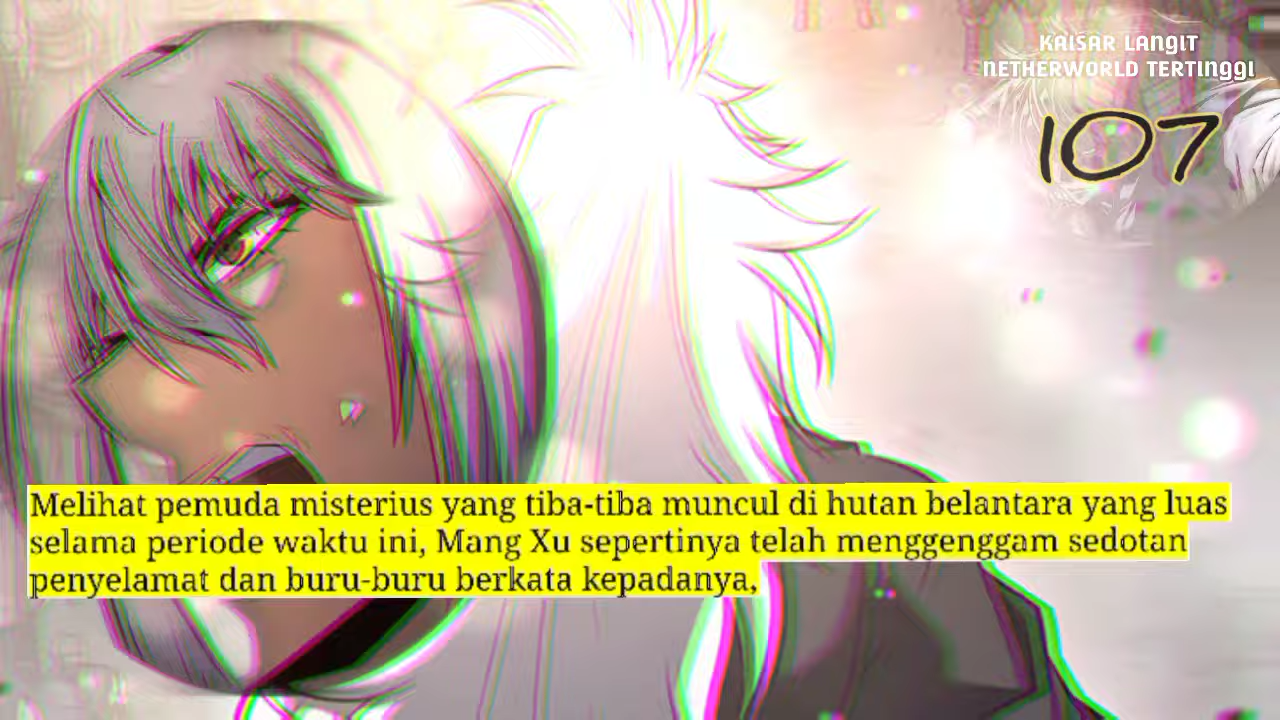 KAISAR LANGIT
NETHERWORLD TERTINGGI
107
Melihat pemuda misterius yang tiba-tiba muncul di hutan belantara yang luas
selama periode waktu ini, Mang Xu sepertinya telah menggenggam sedotan
penyelamat dan buru-buru berkata kepadanya,